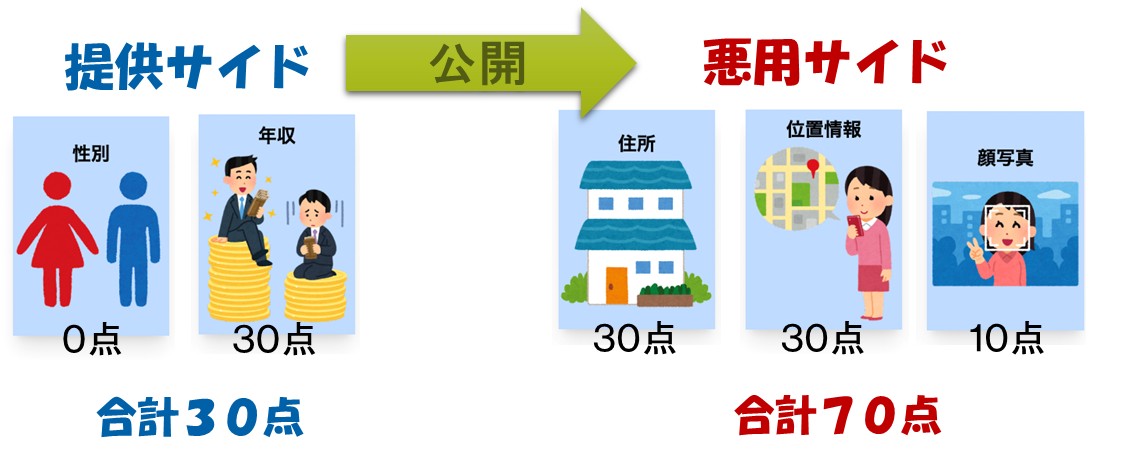 提供サイド
公開
悪用サイド
性別
年収
住所
位置情報
顔写真
0点
30点
30点
30点
10点
合計３０点
合計７０点